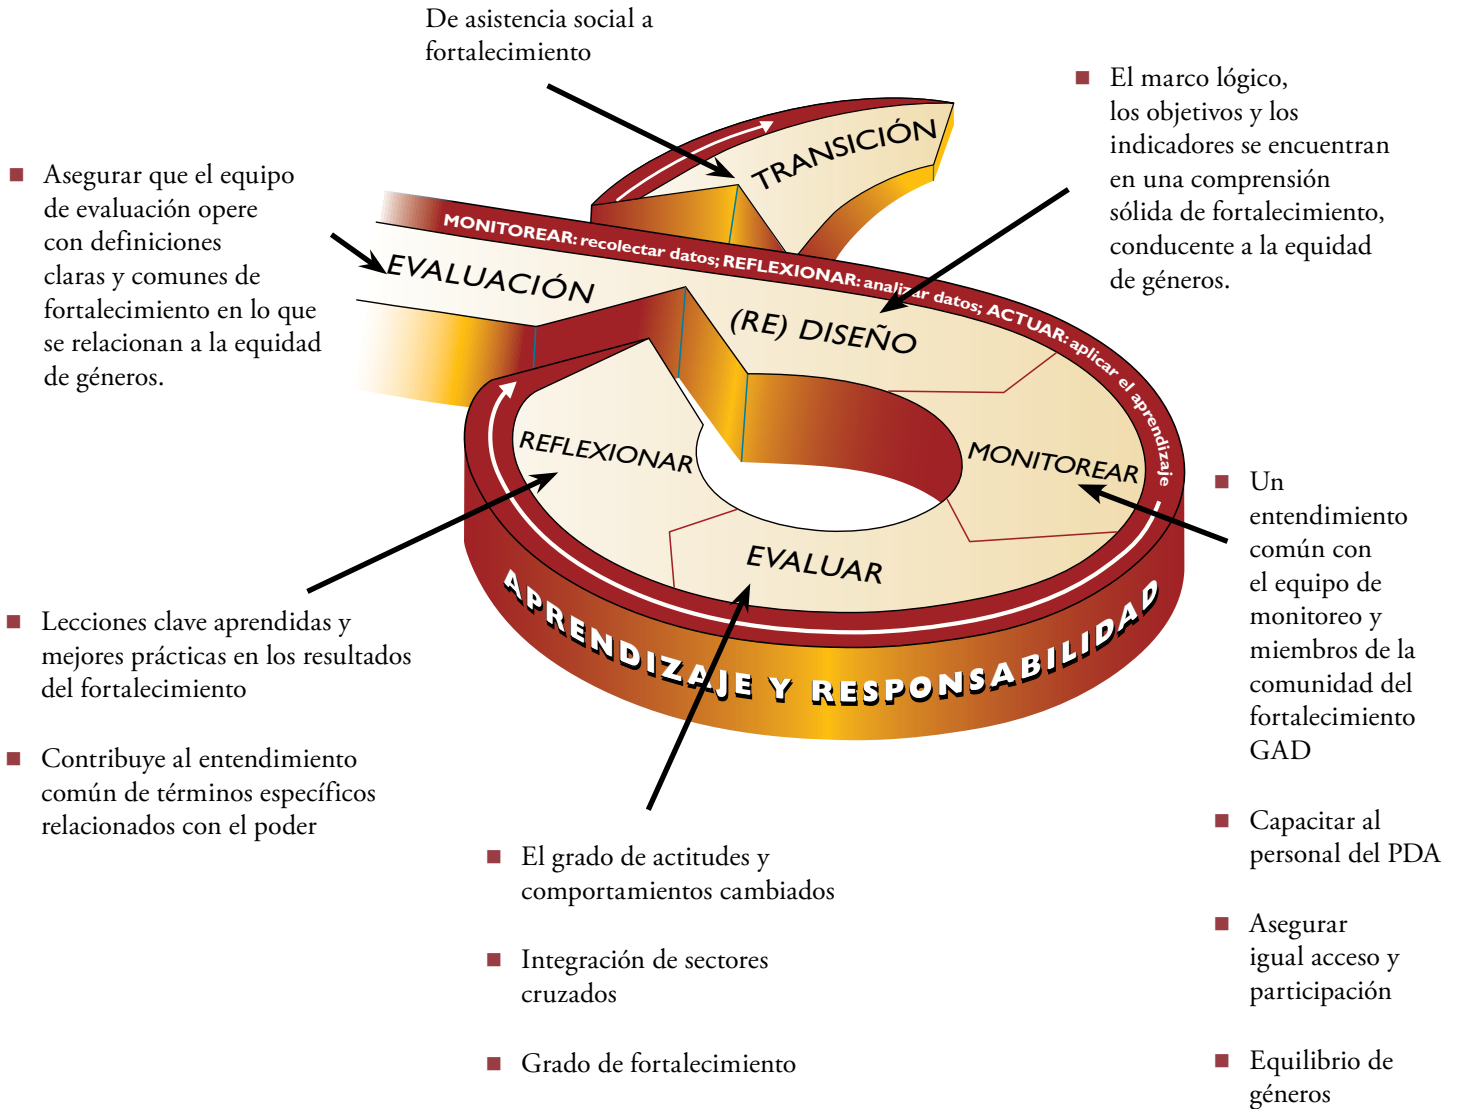 De asistencia social a
fortalecimiento
■ El marco lógico,
los objetivos y los
indicadores se encuentran
en una comprensión
sólida de fortalecimiento,
conducente a la equidad
de géneros.
■ Asegurar que el equipo
de evaluación opere
con definiciones
claras y comunes de
fortalecimiento en lo que
se relacionan a la equidad
de géneros.
TRANSICIÓN
MONITOREAR: recolectar datos; REFLEXIONAR: analizar datos; ACTUAR: aplicar el aprendizaje
EVALUACIÓN
(RE) DISEÑO
MONITOREAR
REFLEXIONAR
EVALUAR
APRENDIZAJE Y RESPONSABILIDAD
■ Un
entendimiento
común con
el equipo de
monitoreo y
miembros de la
comunidad del
fortalecimiento
GAD
■ Capacitar al
personal del PDA
■ Asegurar
igual acceso y
participación
■ Equilibrio de
géneros
■ Lecciones clave aprendidas y
mejores prácticas en los resultados
del fortalecimiento
■ Contribuye al entendimiento
común de términos específicos
relacionados con el poder
■ El grado de actitudes y
comportamientos cambiados
■ Integración de sectores
cruzados
■ Grado de fortalecimiento